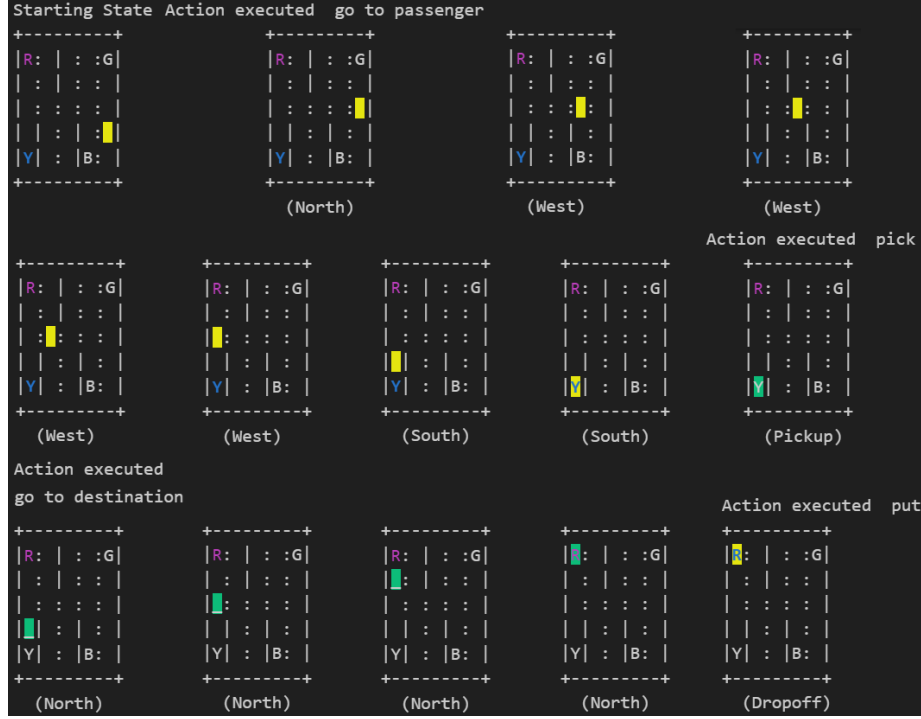 Starting State Action executed  go to passenger
+---------+ +---------+ +---------+ +---------+
|R: | : :G| |R: | : :G| |R: | : :G| |R: | : :G|
| : | : : | | : | : : | | : | : : | | : | : : |
| : : : : | | : : : : | | : : : : | | : : : : |
| | : | : | | | : | : | | | : | : | | | : | : |
|Y| : |B: | |Y| : |B: | |Y| : |B: | |Y| : |B: |
+---------+ +---------+ +---------+ +---------+
(North) (West) (West)
Action executed  pick
+---------+ +---------+ +---------+ +---------+ +---------+
|R: | : :G| |R: | : :G| |R: | : :G| |R: | : :G| |R: | : :G|
| : | : : | | : | : : | | : | : : | | : | : : | | : | : : |
| : : : : | | : : : : | | : : : : | | : : : : | | : : : : |
| | : | : | | | : | : | | | : | : | | | : | : | | | : | : |
|Y| : |B: | |Y| : |B: | |Y| : |B: | |Y| : |B: | |Y| : |B: |
+---------+ +---------+ +---------+ +---------+ +---------+
(West) (West) (South) (South) (Pickup)
Action executed
go to destination
Action executed  put
+---------+ +---------+ +---------+ +---------+ +---------+
|R: | : :G| |R: | : :G| |R: | : :G| |R: | : :G| |R: | : :G|
| : | : : | | : | : : | |_: | : : | | : | : : | | : | : : |
| : : : : | |_: : : : | | : : : : | | : : : : | | : : : : |
|_| : | : | | | : | : | | | : | : | | | : | : | | | : | : |
|Y| : |B: | |Y| : |B: | |Y| : |B: | |Y| : |B: | |Y| : |B: |
+---------+ +---------+ +---------+ +---------+ +---------+
(North) (North) (North) (North) (Dropoff)